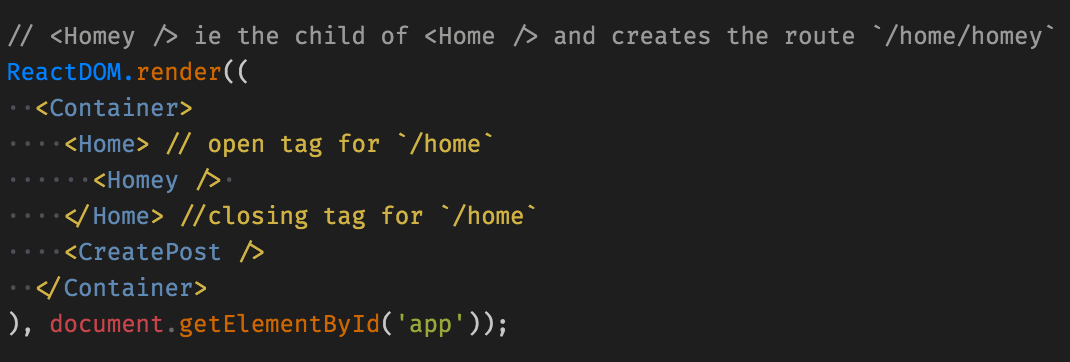 // <Homey /> ie the child of <Home /> and creates the route `/home/homey`
ReactDOM.render((
  <Container>
    <Home> // open tag for `/home`
      <Homey /> 
    </Home> //closing tag for `/home`
    <CreatePost />
  </Container>
), document.getElementById('app'));